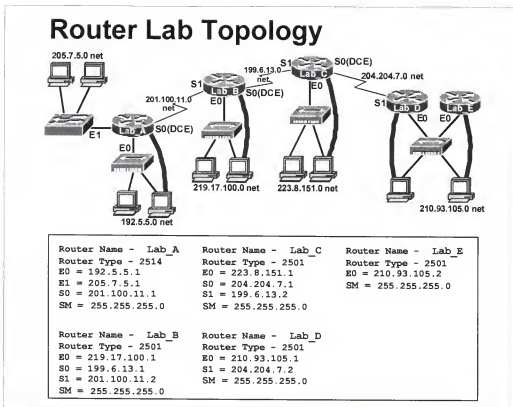 Router Lab Topology
205.7.5.0 net
201.100.11.0
net
199.6.13.0
net
204.204.7.0
S1
Lab_B
E0
S0(DCE)
S1
Lab_C
E0
S0(DCE)
Lab_A
E1
E0
S0(DCE)
S1
Lab_D
E0
Lab_E
E0
192.5.5.0 net
219.17.100.0 net
223.8.151.0 net
210.93.105.0 net
Router Name - Lab_A
Router Type - 2514
E0 = 192.5.5.1
E1 = 205.7.5.1
S0 = 201.100.11.1
SM = 255.255.255.0
Router Name - Lab_C
Router Type - 2501
E0 = 223.8.151.1
S0 = 204.204.7.1
S1 = 199.6.13.2
SM = 255.255.255.0
Router Name - Lab_E
Router Type - 2501
E0 = 210.93.105.2
SM = 255.255.255.0
Router Name - Lab_B
Router Type - 2501
E0 = 219.17.100.1
S0 = 199.6.13.1
S1 = 201.100.11.2
SM = 255.255.255.0
Router Name - Lab_D
Router Type - 2501
E0 = 210.93.105.1
S1 = 204.204.7.2
SM = 255.255.255.0